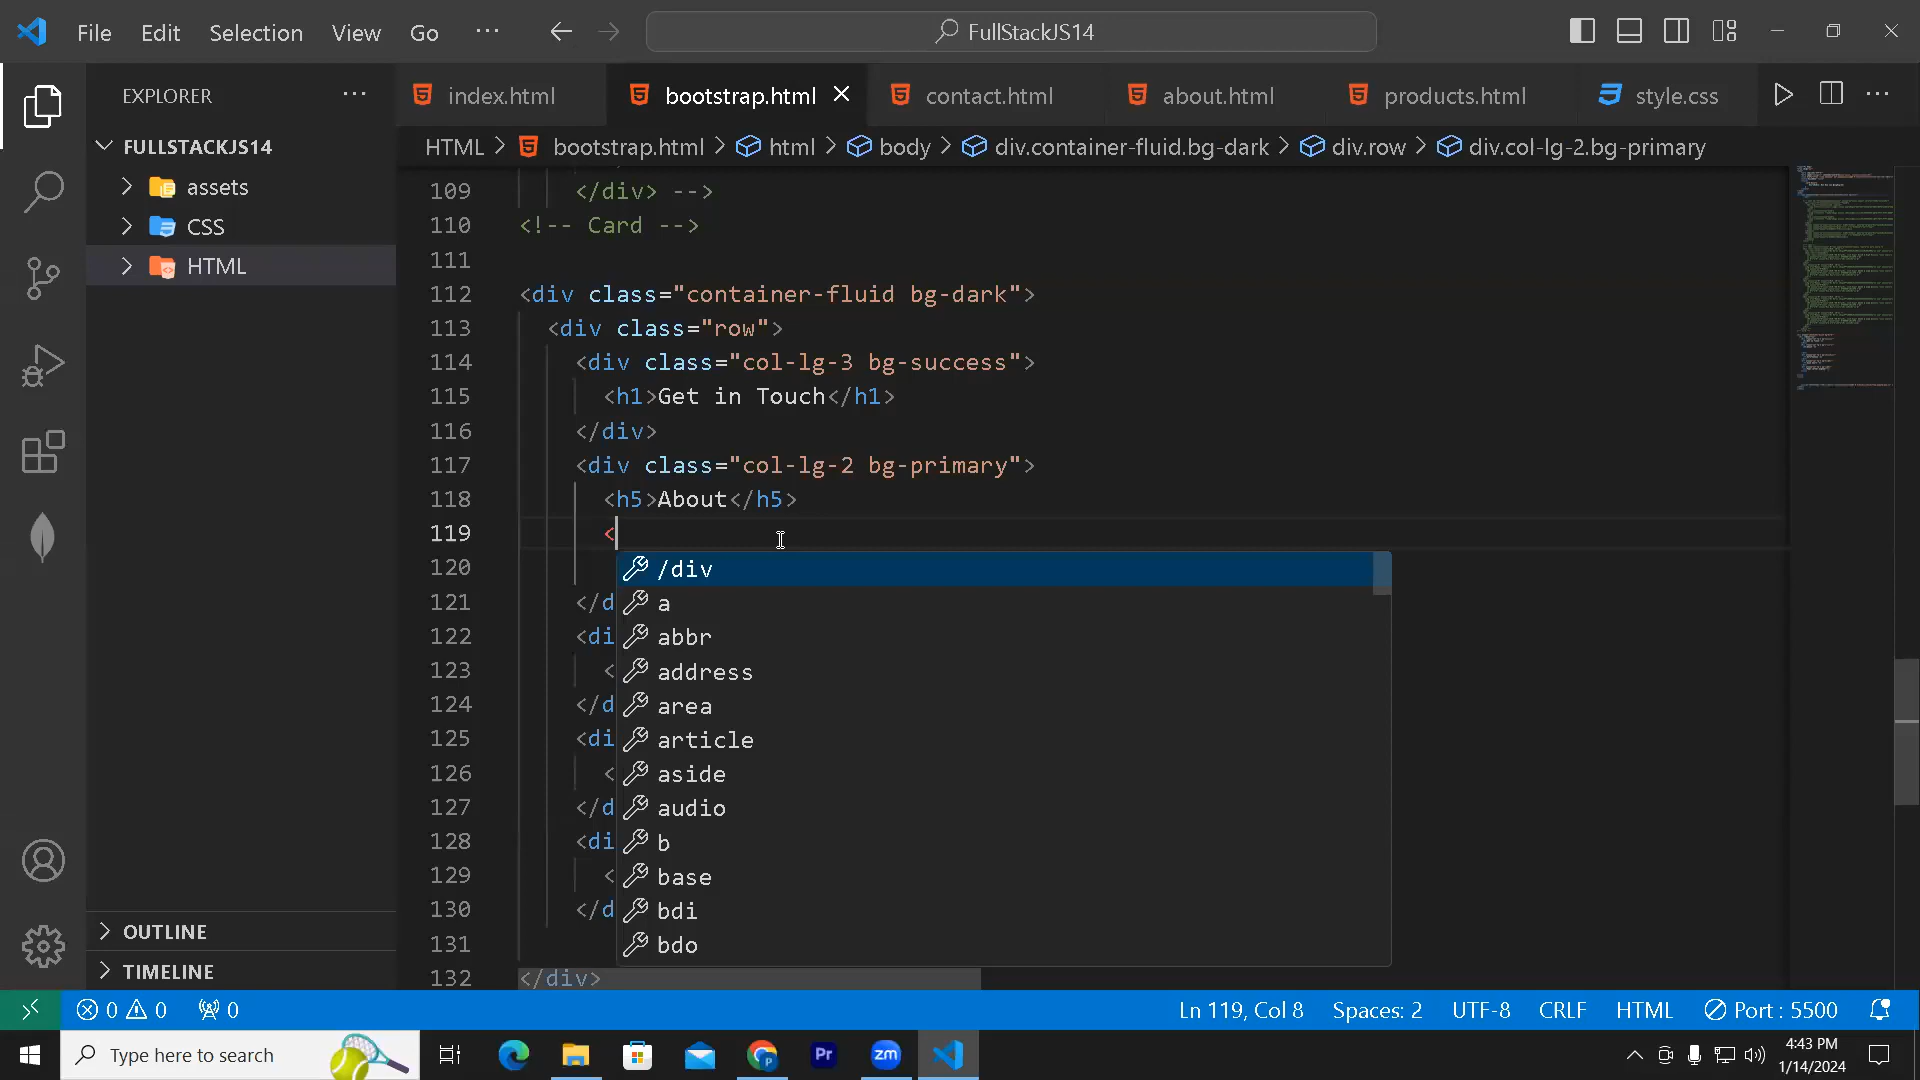 File Edit Selection View Go ··· FullStackJS14
EXPLORER ···
index.html bootstrap.html contact.html about.html products.html style.css ···
FULLSTACKJS14
assets
CSS
HTML
HTML > bootstrap.html > html > body > div.container-fluid.bg-dark > div.row > div.col-lg-2.bg-primary
109 </div> -->
110 <!-- Card -->
111
112 <div class="container-fluid bg-dark">
113 <div class="row">
114 <div class="col-lg-3 bg-success">
115 <h1>Get in Touch</h1>
116 </div>
117 <div class="col-lg-2 bg-primary">
118 <h5>About</h5>
119 <
120 /div
121 </d a
122 <di abbr
123 < address
124 </d area
125 <di article
126 < aside
127 </d audio
128 <di b
129 < base
130 </d bdi
131 bdo
132 </div>
OUTLINE
TIMELINE
0 0 0 Ln 119, Col 8 Spaces: 2 UTF-8 CRLF HTML Port : 5500
Type here to search Pr zm 4:43 PM
1/14/2024